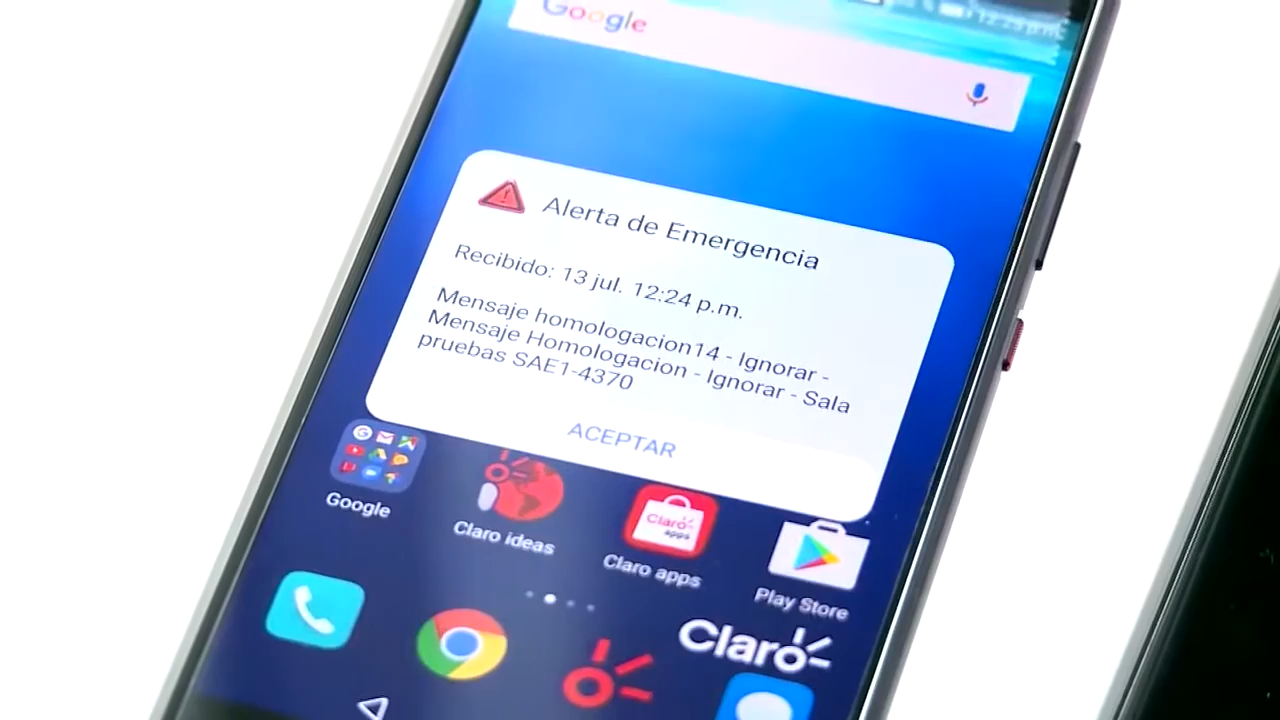 Google
Alerta de Emergencia
Recibido: 13 jul. 12:24 p.m.
Mensaje homologacion14 - Ignorar -
Mensaje Homologacion - Ignorar - Sala
pruebas SAE1-4370
ACEPTAR
Google
Claro ideas
Claro apps
Claro apps
Play Store
Claro